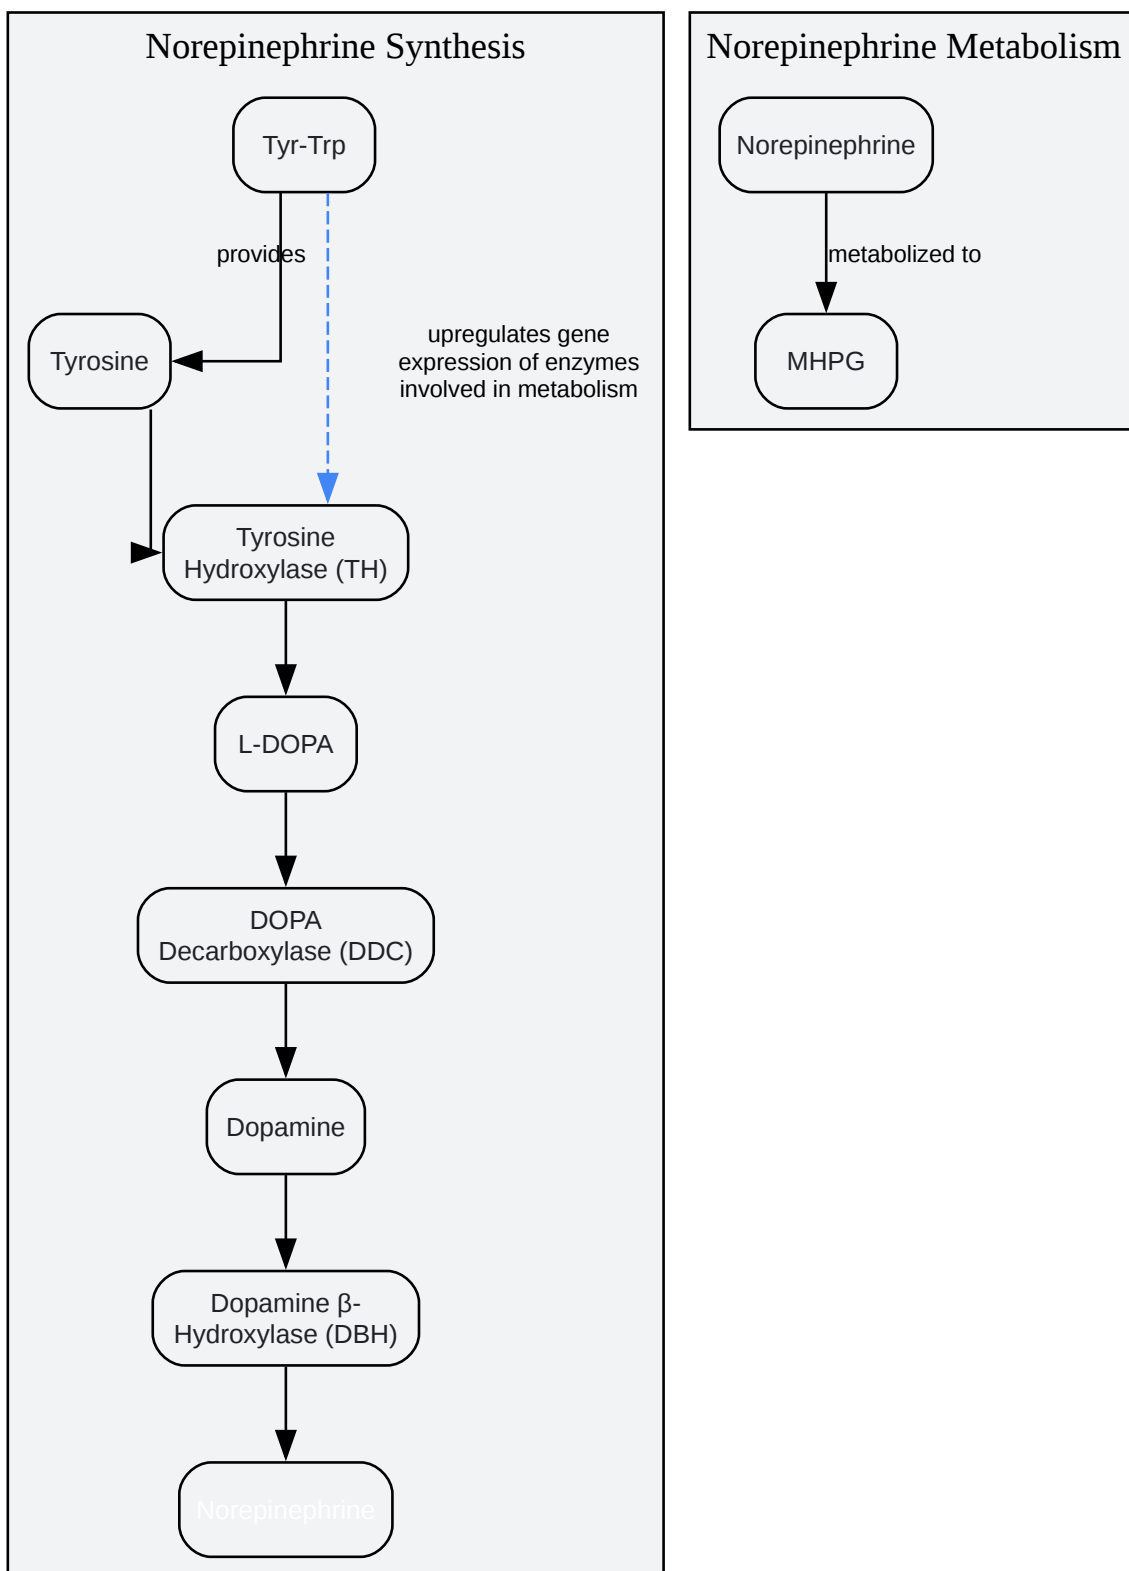 Norepinephrine Synthesis
Tyr-Trp
provides
Tyrosine
upregulates gene
expression of enzymes
involved in metabolism
Tyrosine
Hydroxylase (TH)
L-DOPA
DOPA
Decarboxylase (DDC)
Dopamine
Dopamine β-
Hydroxylase (DBH)
Norepinephrine
Norepinephrine Metabolism
Norepinephrine
metabolized to
MHPG